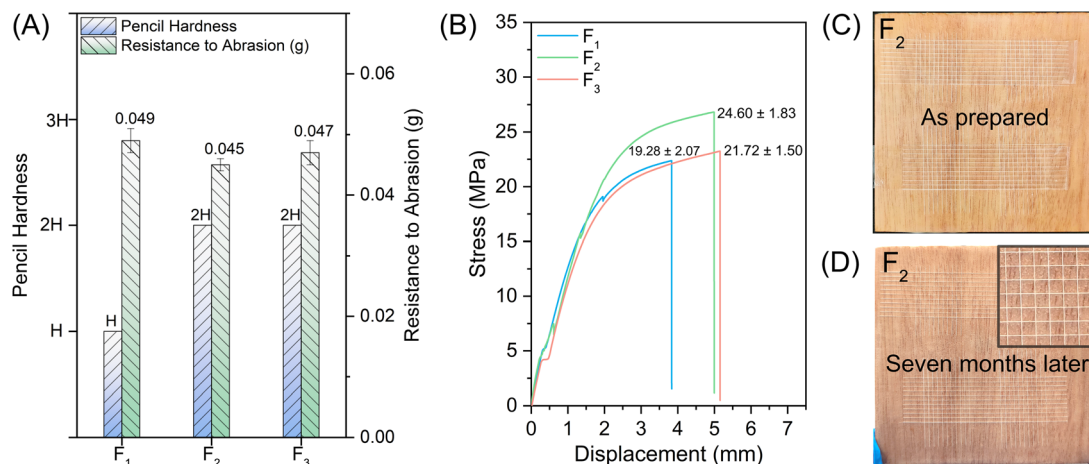 (A)
Pencil Hardness
Resistance to Abrasion (g)
Pencil Hardness
3H
2H
H
0.049
0.045
0.047
H
2H
2H
F₁
F₂
F₃
0.06
0.04
0.02
0.00
Resistance to Abrasion (g)
(B)
Stress (MPa)
35
30
25
20
15
10
5
0
F₁
F₂
F₃
24.60 ± 1.83
19.28 ± 2.07
21.72 ± 1.50
0 1 2 3 4 5 6 7
Displacement (mm)
(C)
F₂
As prepared
(D)
F₂
Seven months later